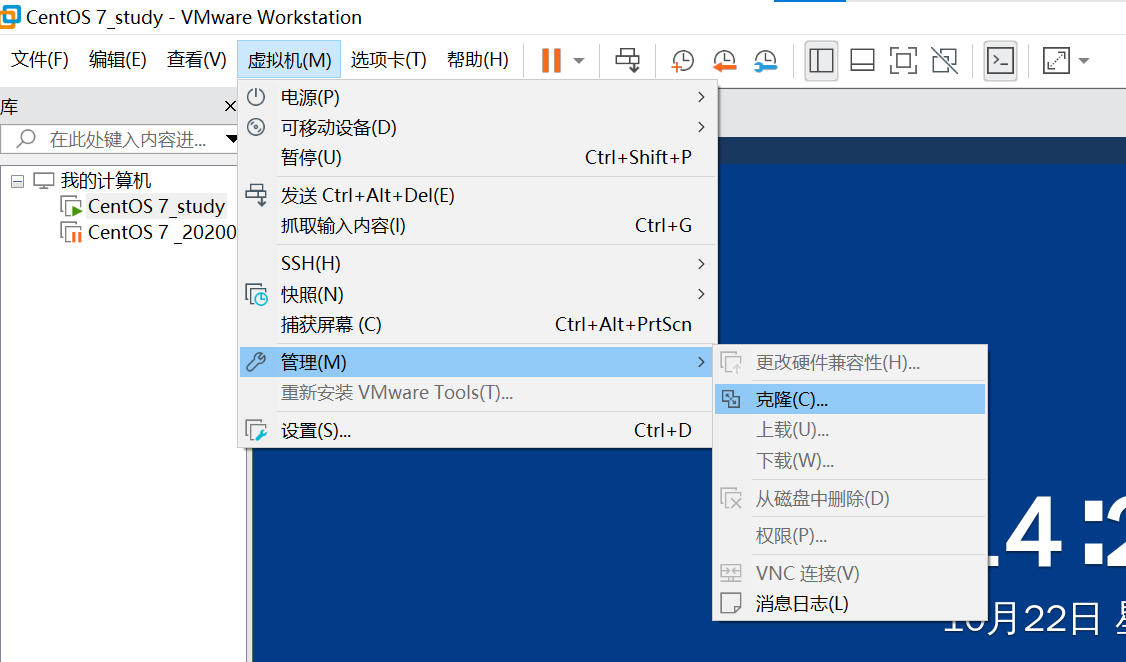 CentOS 7_study - VMware Workstation
文件(F) 编辑(E) 查看(V) 虚拟机(M) 选项卡(T) 帮助(H)
库
在此处键入内容进...
我的计算机
CentOS 7_study
CentOS 7 _20200
电源(P)
可移动设备(D)
暂停(U) Ctrl+Shift+P
发送 Ctrl+Alt+Del(E)
抓取输入内容(I) Ctrl+G
SSH(H)
快照(N)
捕获屏幕 (C) Ctrl+Alt+PrtScn
管理(M)
重新安装 VMware Tools(T)...
设置(S)... Ctrl+D
更改硬件兼容性(H)...
克隆(C)...
上载(U)...
下载(W)...
从磁盘中删除(D)
权限(P)...
VNC 连接(V)
消息日志(L)
14:2
10月22日 星